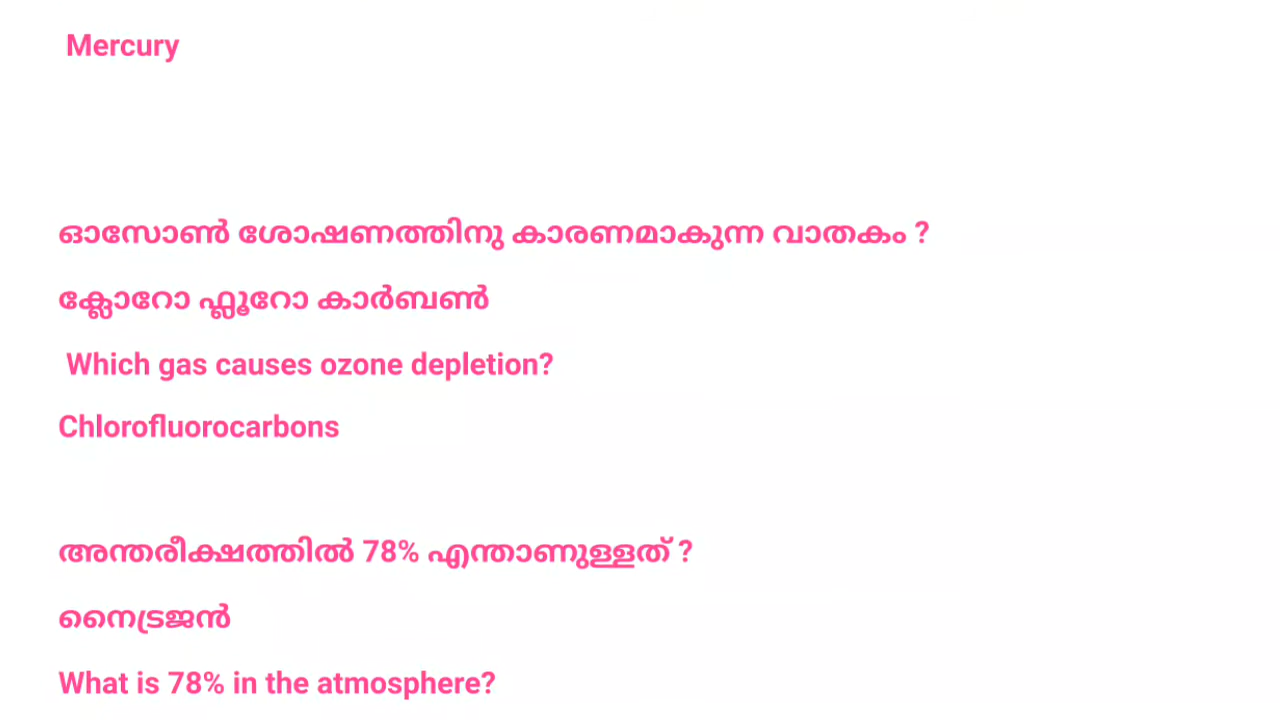 Mercury
ഓസോൺ ശോഷണത്തിനു കാരണമാകുന്ന വാതകം ?
ക്ലോറോ ഫ്ലൂറോ കാർബൺ
Which gas causes ozone depletion?
Chlorofluorocarbons
അന്തരീക്ഷത്തിൽ 78% എന്താണുള്ളത് ?
നൈട്രജൻ
What is 78% in the atmosphere?